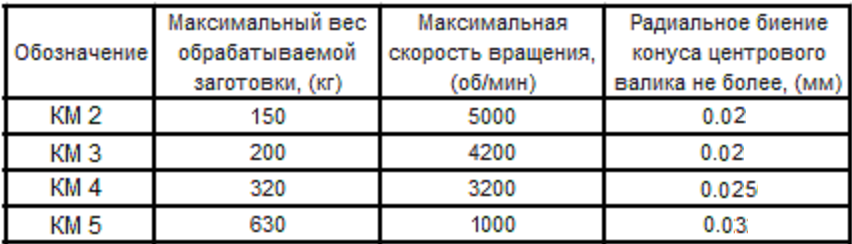 Обозначение
Максимальный вес
обрабатываемой
заготовки, (кг)
Максимальная
скорость вращения,
(об/мин)
Радиальное биение
конуса центрового
валика не более, (мм)
КМ 2 150 5000 0.02
КМ 3 200 4200 0.02
КМ 4 320 3200 0.025
КМ 5 630 1000 0.03